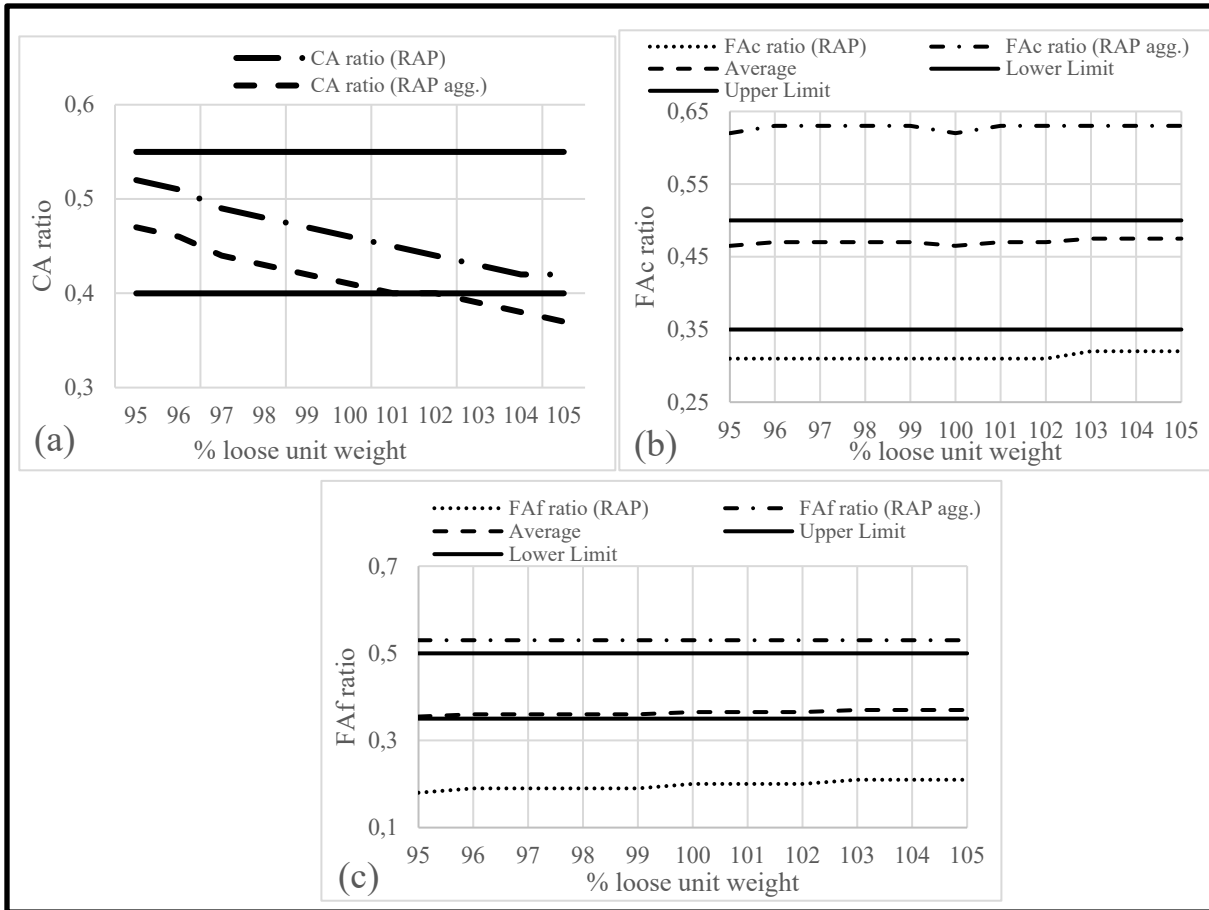 CA ratio (RAP)
CA ratio (RAP agg.)
0,6
0,5
0,4
0,3
CA ratio
95 96 97 98 99 100 101 102 103 104 105
% loose unit weight
(a)
FAc ratio (RAP) FAc ratio (RAP agg.)
Average Lower Limit
Upper Limit
0,65
0,55
0,45
0,35
0,25
FAc ratio
95 96 97 98 99 100 101 102 103 104 105
% loose unit weight
(b)
FAf ratio (RAP) FAf ratio (RAP agg.)
Average Upper Limit
Lower Limit
0,7
0,5
0,3
0,1
FAf ratio
95 96 97 98 99 100 101 102 103 104 105
% loose unit weight
(c)